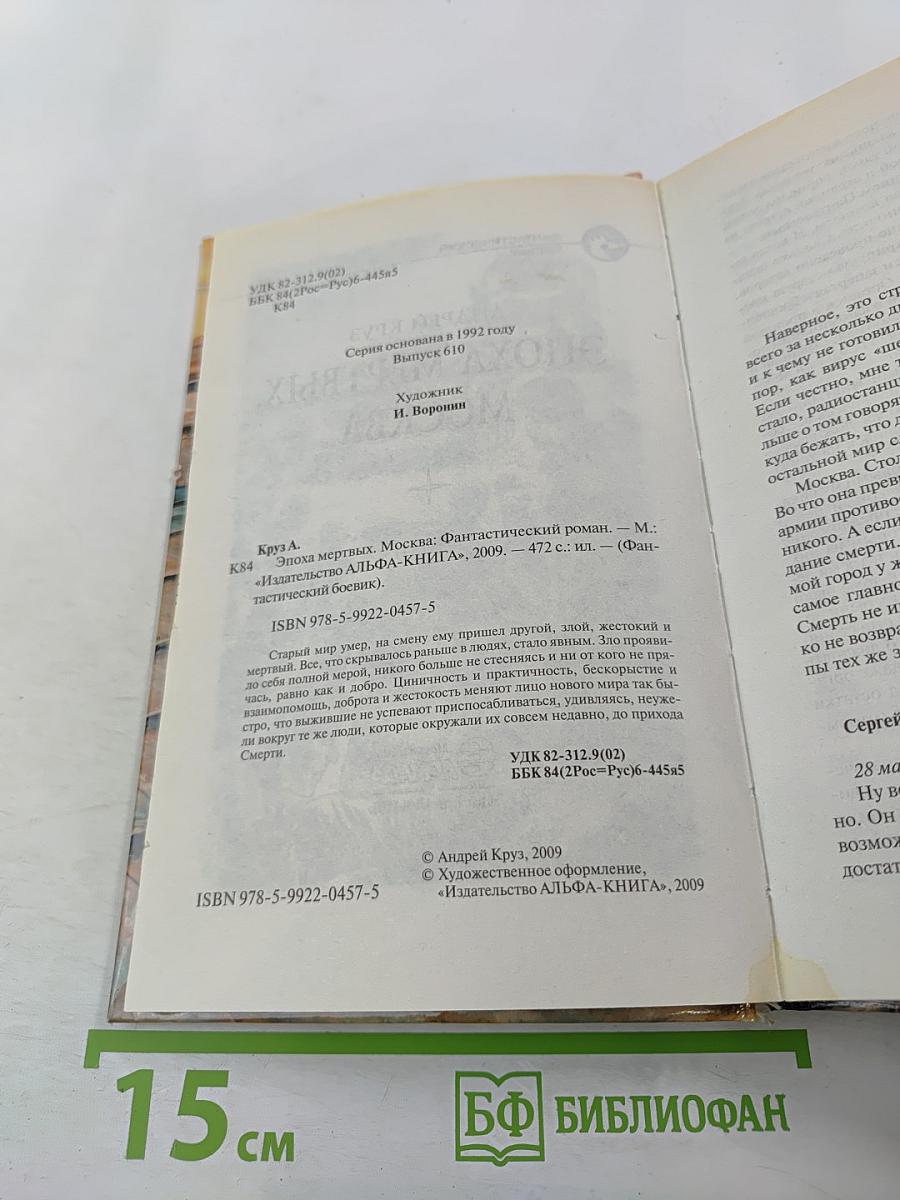 УДК 82-312.9(02)
ББК 84(2Рос=Рус)6-445я5
К84
Серия основана в 1992 году
Выпуск 610
Художник
И. Воронин
Круз А.
К84 Эпоха мертвых. Москва: Фантастический роман. — М.:
«Издательство АЛЬФА-КНИГА», 2009. — 472 с.: ил. — (Фан-
тастический боевик).
ISBN 978-5-9922-0457-5
Старый мир умер, на смену ему пришел другой, злой, жестокий и
мертвый. Все, что скрывалось раньше в людях, стало явным. Зло прояви-
ло себя полной мерой, никого больше не стесняясь и ни от кого не пря-
чась, равно как и добро. Циничность и практичность, бескорыстие и
взаимопомощь, доброта и жестокость меняют лицо нового мира так бы-
стро, что выжившие не успевают приспосабливаться, удивляясь, неуже-
ли вокруг те же люди, которые окружали их совсем недавно, до прихода
Смерти.
УДК 82-312.9(02)
ББК 84(2Рос=Рус)6-445я5
© Андрей Круз, 2009
© Художественное оформление,
«Издательство АЛЬФА-КНИГА», 2009
ISBN 978-5-9922-0457-5
Наверное, это стр
всего за несколько д
и к чему не готовил
пор, как вирус «ше
Если честно, мне т
стало, радиостанц
льше о том говоря
куда бежать, что д
остальной мир с
Москва. Стол
Во что она прев
армии противо
никого. А если
дание смерти.
мой город у ж
самое главно
Смерть не и
ко не возвра
пы тех же з
Сергей
28 ма
Ну во
но. Он
возмож
достат
15 см
БФ БИБЛИОФАН